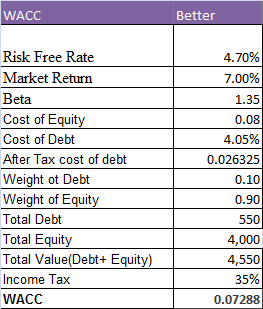 WACC Better
Risk Free Rate 4.70%
Market Return 7.00%
Beta 1.35
Cost of Equity 0.08
Cost of Debt 4.05%
After Tax cost of debt 0.026325
Weight ot Debt 0.10
Weight of Equity 0.90
Total Debt 550
Total Equity 4,000
Total Value(Debt+ Equity) 4,550
Income Tax 35%
WACC 0.07288